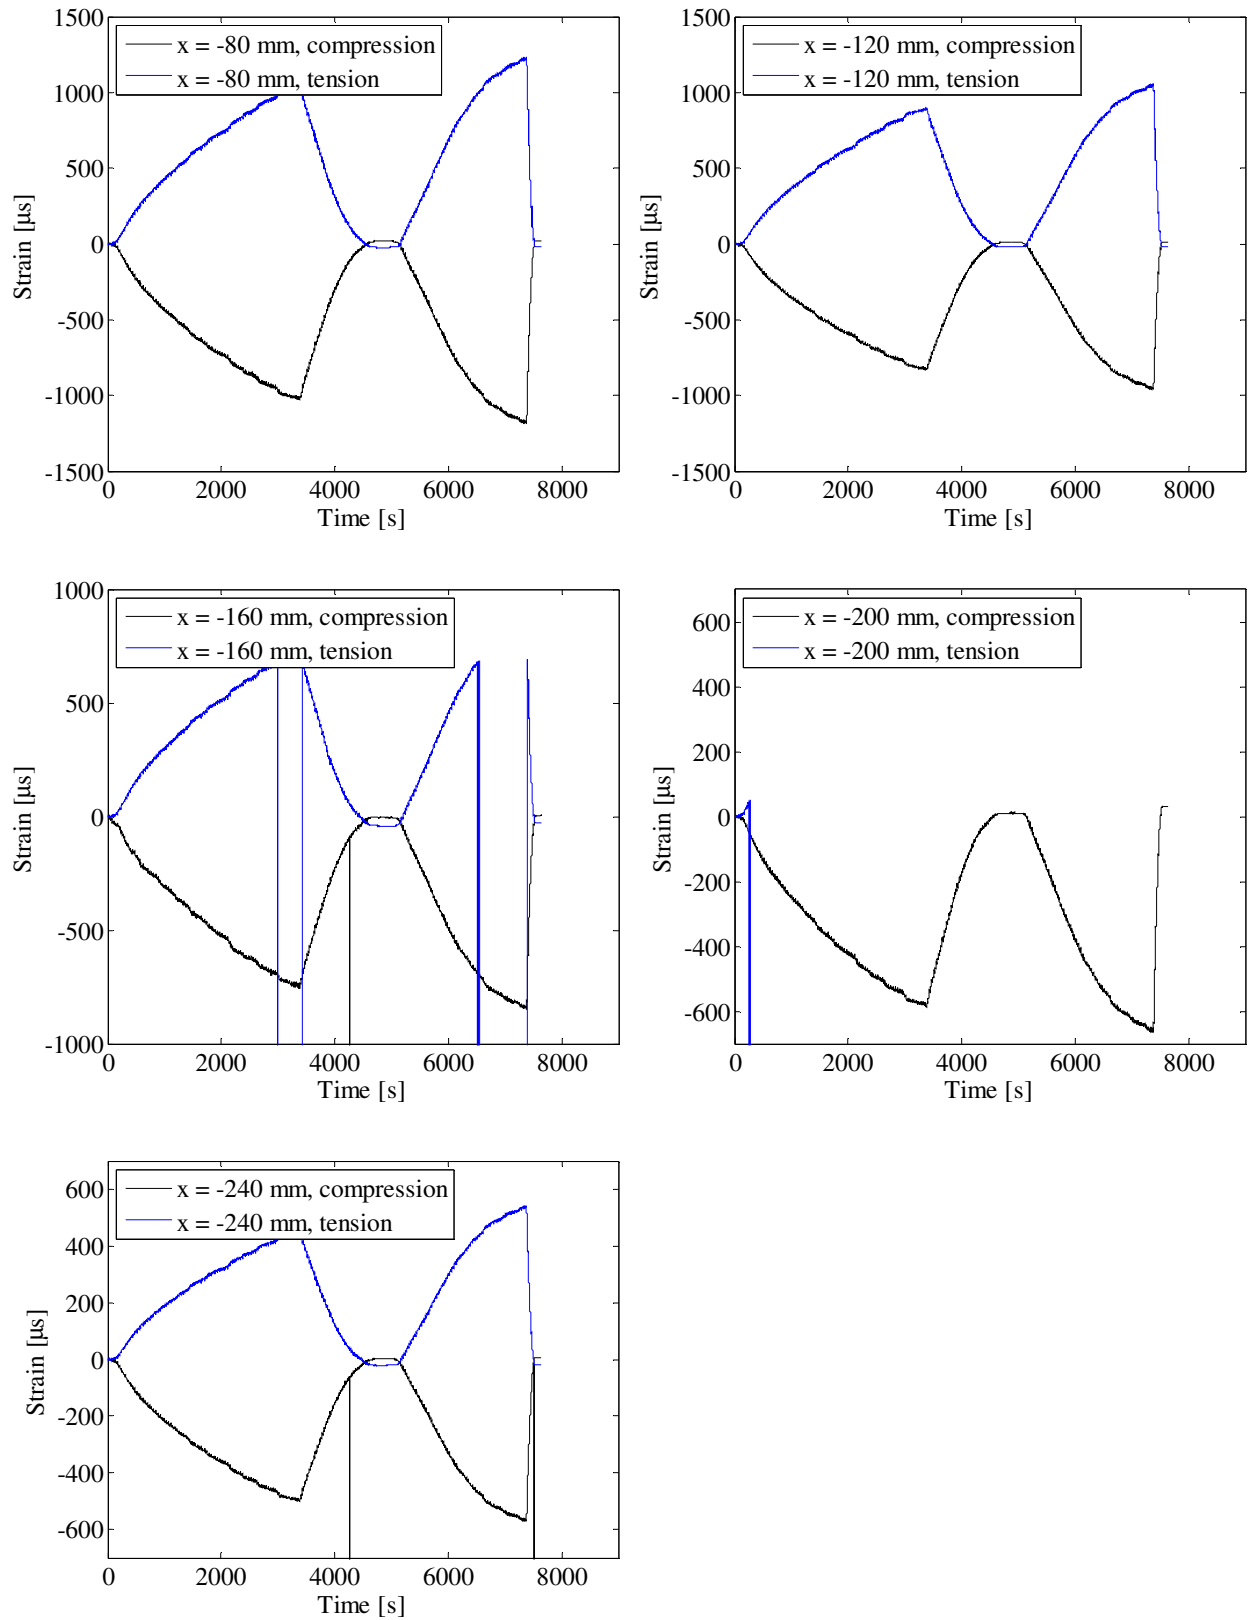 1500
1000
500
0
-500
-1000
-1500
Strain [μs]
x = -80 mm, compression
x = -80 mm, tension
0 2000 4000 6000 8000
Time [s]
1500
1000
500
0
-500
-1000
-1500
Strain [μs]
x = -120 mm, compression
x = -120 mm, tension
0 2000 4000 6000 8000
Time [s]
1000
500
0
-500
-1000
Strain [μs]
x = -160 mm, compression
x = -160 mm, tension
0 2000 4000 6000 8000
Time [s]
600
400
200
0
-200
-400
-600
Strain [μs]
x = -200 mm, compression
x = -200 mm, tension
0 2000 4000 6000 8000
Time [s]
600
400
200
0
-200
-400
-600
Strain [μs]
x = -240 mm, compression
x = -240 mm, tension
0 2000 4000 6000 8000
Time [s]